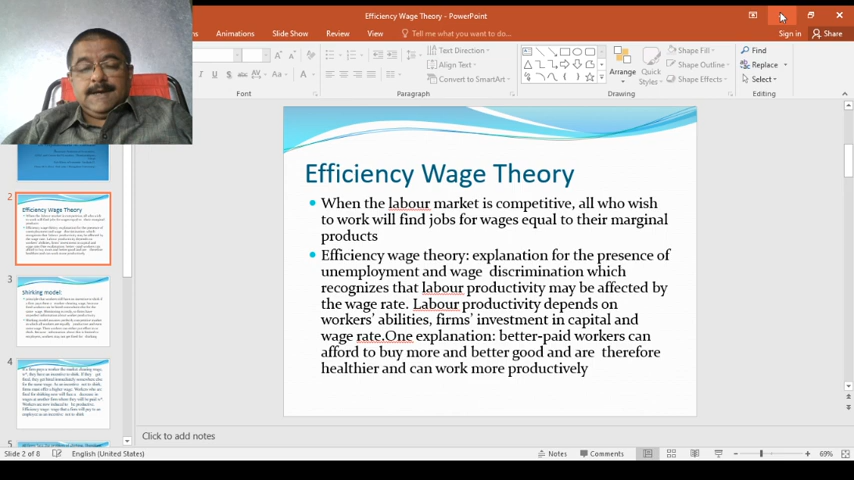 Efficiency Wage Theory - PowerPoint
Animations Slide Show Review View Tell me what you want to do... Sign in Share
Text Direction
Align Text
Convert to SmartArt
Arrange Quick Styles
Shape Fill
Shape Outline
Shape Effects
Find
Replace
Select
Font Paragraph Drawing Editing
2
Efficiency Wage Theory
3
Shirking model:
4
5
Efficiency Wage Theory
When the labour market is competitive, all who wish
to work will find jobs for wages equal to their marginal
products
Efficiency wage theory: explanation for the presence of
unemployment and wage discrimination which
recognizes that labour productivity may be affected by
the wage rate. Labour productivity depends on
workers' abilities, firms' investment in capital and
wage rate.One explanation: better-paid workers can
afford to buy more and better good and are therefore
healthier and can work more productively
Click to add notes
Slide 2 of 8 English (United States) Notes Comments 69%